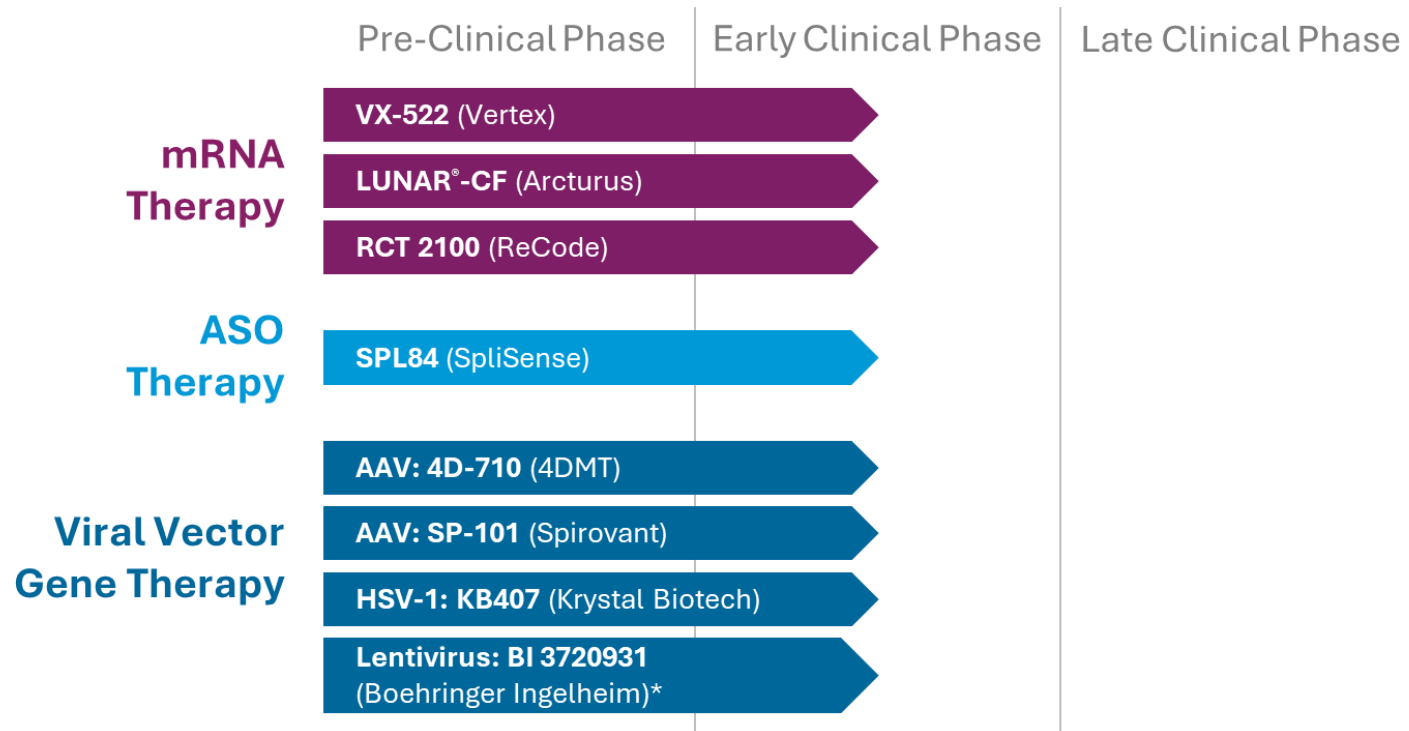 Pre-Clinical Phase
Early Clinical Phase
Late Clinical Phase
mRNA
Therapy
VX-522 (Vertex)
LUNAR®-CF (Arcturus)
RCT 2100 (ReCode)
ASO
Therapy
SPL84 (SpliSense)
Viral Vector
Gene Therapy
AAV: 4D-710 (4DMT)
AAV: SP-101 (Spirovant)
HSV-1: KB407 (Krystal Biotech)
Lentivirus: BI 3720931
(Boehringer Ingelheim)*